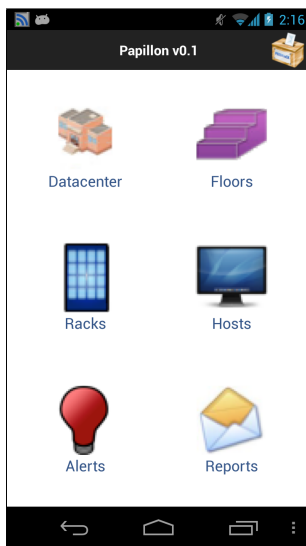 2:16
Papillon v0.1
Datacenter
Floors
Racks
Hosts
Alerts
Reports